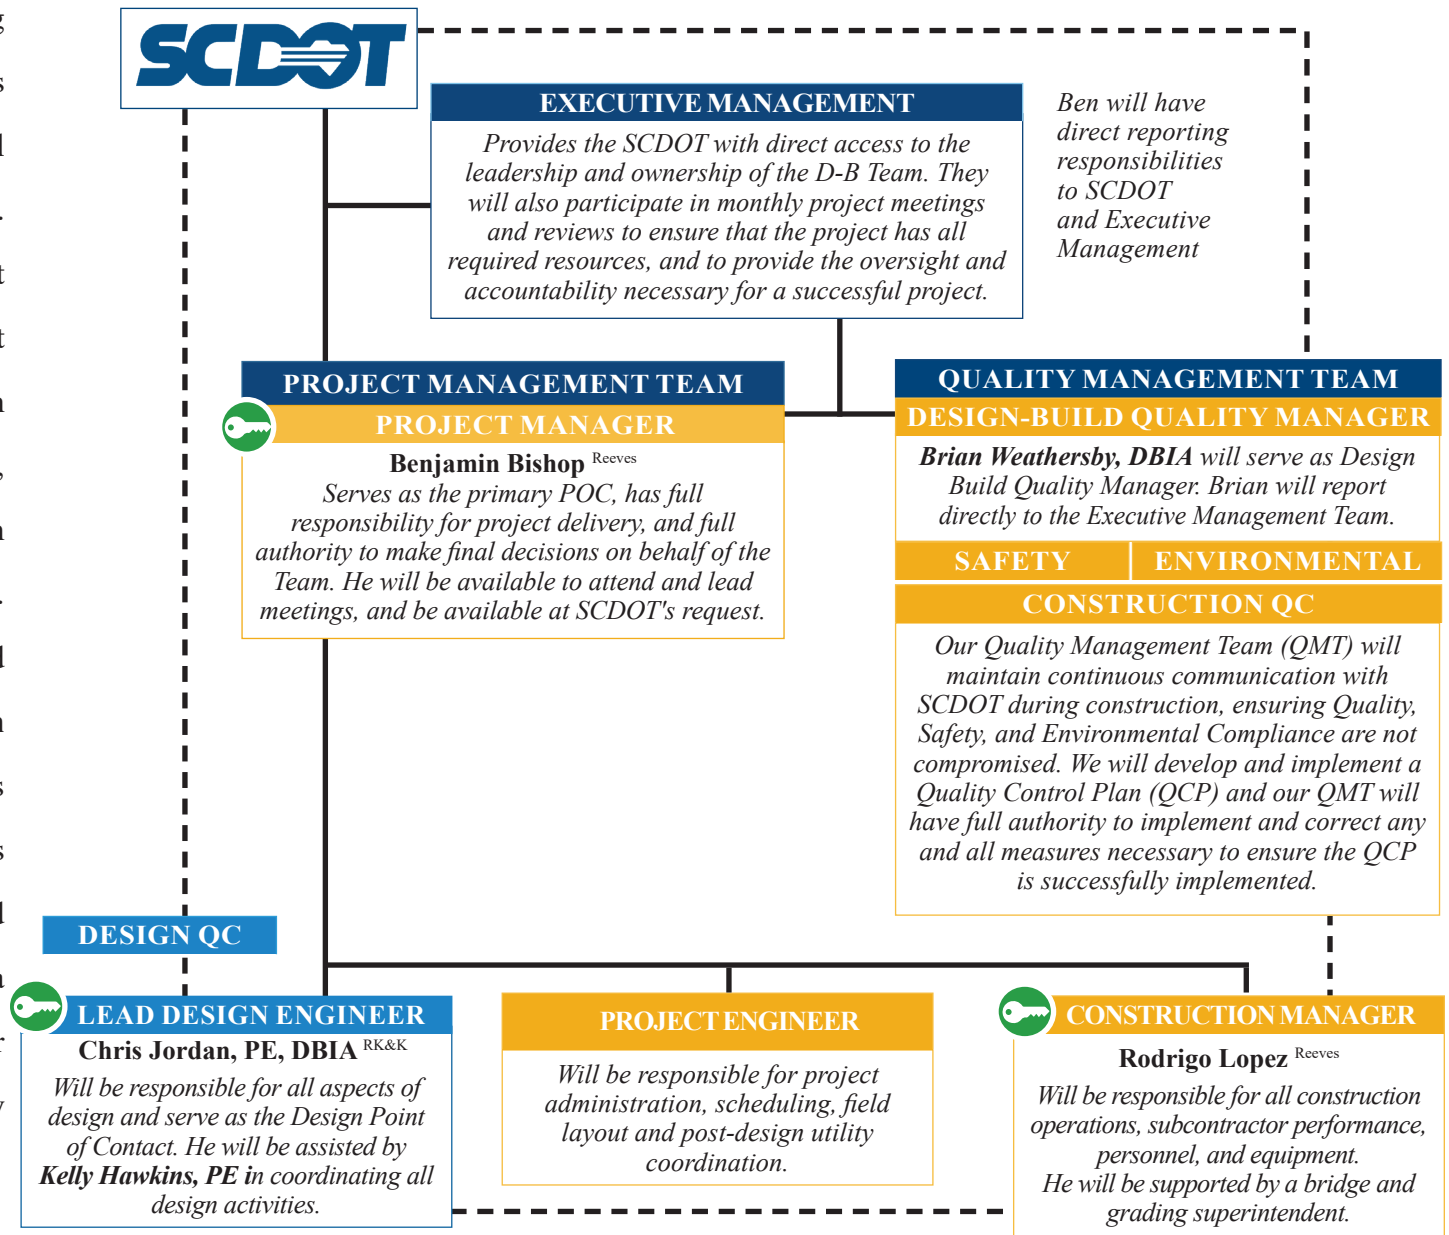 SCDOT
EXECUTIVE MANAGEMENT
Provides the SCDOT with direct access to the
leadership and ownership of the D-B Team. They
will also participate in monthly project meetings
and reviews to ensure that the project has all
required resources, and to provide the oversight and
accountability necessary for a successful project.
Ben will have
direct reporting
responsibilities
to SCDOT
and Executive
Management
PROJECT MANAGEMENT TEAM
PROJECT MANAGER
Benjamin Bishop Reeves
Serves as the primary POC, has full
responsibility for project delivery, and full
authority to make final decisions on behalf of the
Team. He will be available to attend and lead
meetings, and be available at SCDOT's request.
QUALITY MANAGEMENT TEAM
DESIGN-BUILD QUALITY MANAGER
Brian Weathersby, DBIA will serve as Design
Build Quality Manager. Brian will report
directly to the Executive Management Team.
SAFETY
ENVIRONMENTAL
CONSTRUCTION QC
Our Quality Management Team (QMT) will
maintain continuous communication with
SCDOT during construction, ensuring Quality,
Safety, and Environmental Compliance are not
compromised. We will develop and implement a
Quality Control Plan (QCP) and our QMT will
have full authority to implement and correct any
and all measures necessary to ensure the QCP
is successfully implemented.
DESIGN QC
LEAD DESIGN ENGINEER
Chris Jordan, PE, DBIA RK&K
Will be responsible for all aspects of
design and serve as the Design Point
of Contact. He will be assisted by
Kelly Hawkins, PE in coordinating all
design activities.
PROJECT ENGINEER
Will be responsible for project
administration, scheduling, field
layout and post-design utility
coordination.
CONSTRUCTION MANAGER
Rodrigo Lopez Reeves
Will be responsible for all construction
operations, subcontractor performance,
personnel, and equipment.
He will be supported by a bridge and
grading superintendent.